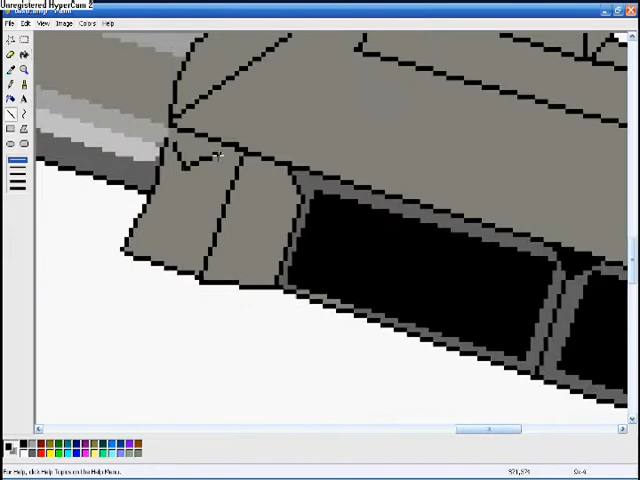 Unregistered HyperCam 2
File Edit View Image Colors Help
For Help, click Help Topics on the Help Menu.